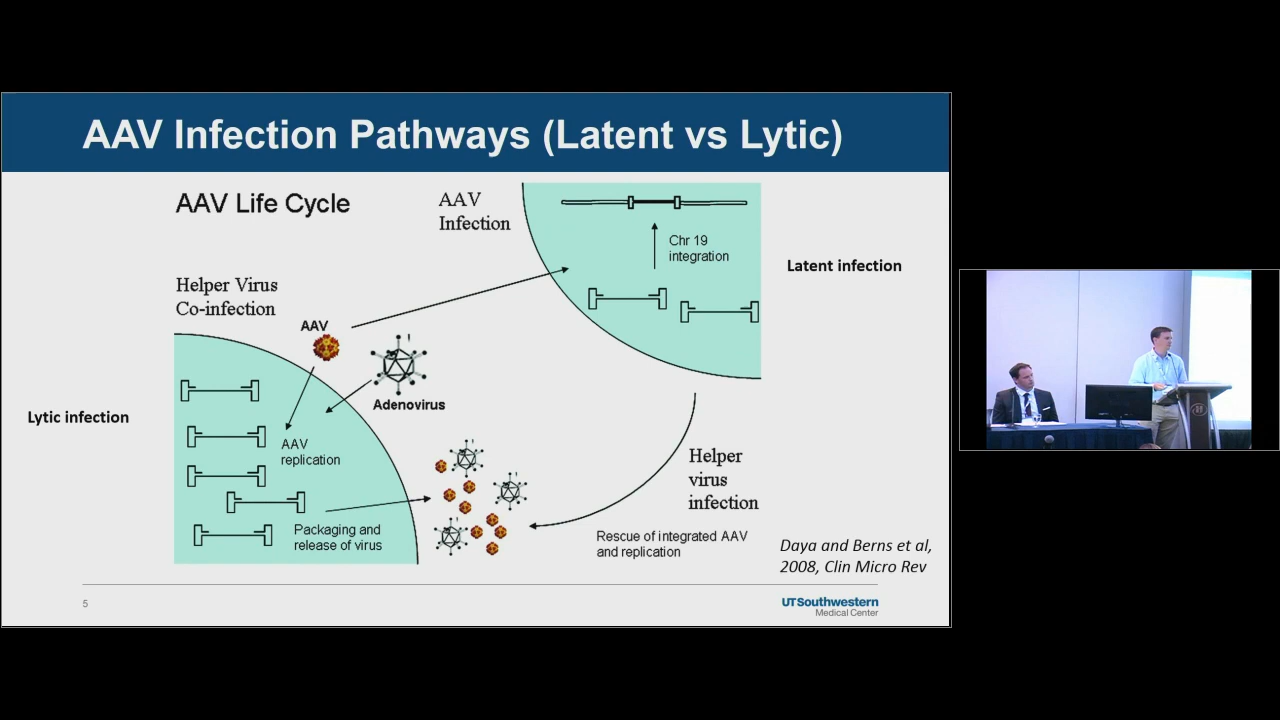 AAV Infection Pathways (Latent vs Lytic)
AAV Life Cycle
AAV
Infection
Chr 19
integration
Latent infection
Helper Virus
Co-infection
AAV
Adenovirus
Lytic infection
AAV
replication
Packaging and
release of virus
Helper
virus
infection
Rescue of integrated AAV
and replication
Daya and Berns et al,
2008, Clin Micro Rev
5
UTSouthwestern
Medical Center